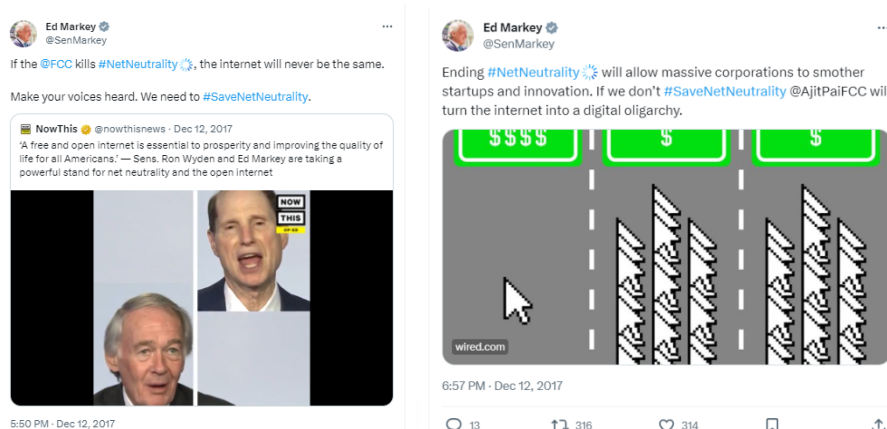 Ed Markey
@SenMarkey
If the @FCC kills #NetNeutrality, the internet will never be the same.
Make your voices heard. We need to #SaveNetNeutrality.
NowThis @nowthisnews · Dec 12, 2017
'A free and open internet is essential to prosperity and improving the quality of
life for all Americans.' — Sens. Ron Wyden and Ed Markey are taking a
powerful stand for net neutrality and the open internet
NOW
THIS
OP-ED
5:50 PM · Dec 12, 2017
Ed Markey
@SenMarkey
Ending #NetNeutrality will allow massive corporations to smother
startups and innovation. If we don't #SaveNetNeutrality @AjitPaiFCC wil
turn the internet into a digital oligarchy.
$$$$ $ $
wired.com
6:57 PM · Dec 12, 2017
13 316 314